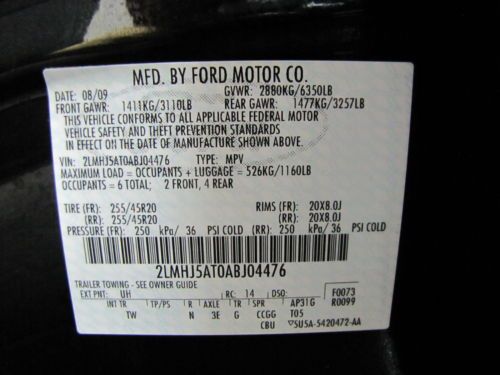 MFD. BY FORD MOTOR CO.
DATE: 08/09 GVWR: 2880KG/6350LB
FRONT GAWR: 1411KG/3110LB REAR GAWR: 1477KG/3257LB
THIS VEHICLE CONFORMS TO ALL APPLICABLE FEDERAL MOTOR
VEHICLE SAFETY AND THEFT PREVENTION STANDARDS
IN EFFECT ON THE DATE OF MANUFACTURE SHOWN ABOVE.
VIN: 2LMHJ5AT0ABJ04476 TYPE: MPV
MAXIMUM LOAD = OCCUPANTS + LUGGAGE = 526KG/1160LB
OCCUPANTS = 6 TOTAL; 2 FRONT, 4 REAR
TIRE (FR): 255/45R20 RIMS (FR): 20X8.0J
(RR): 255/45R20 (RR): 20X8.0J
PRESSURE (FR): 250 kPa/ 36 PSI COLD (RR): 250 kPa/ 36 PSI COLD
2LMHJ5AT0ABJ04476
TRAILER TOWING - SEE OWNER GUIDE
EXT PNT: UH RC: 14 DSO: F0073
INT TR TP/PS R AXLE TR SPR AP31G R0099
TW N 3E G CCGG T05
CBU 5U5A-5420472-AA